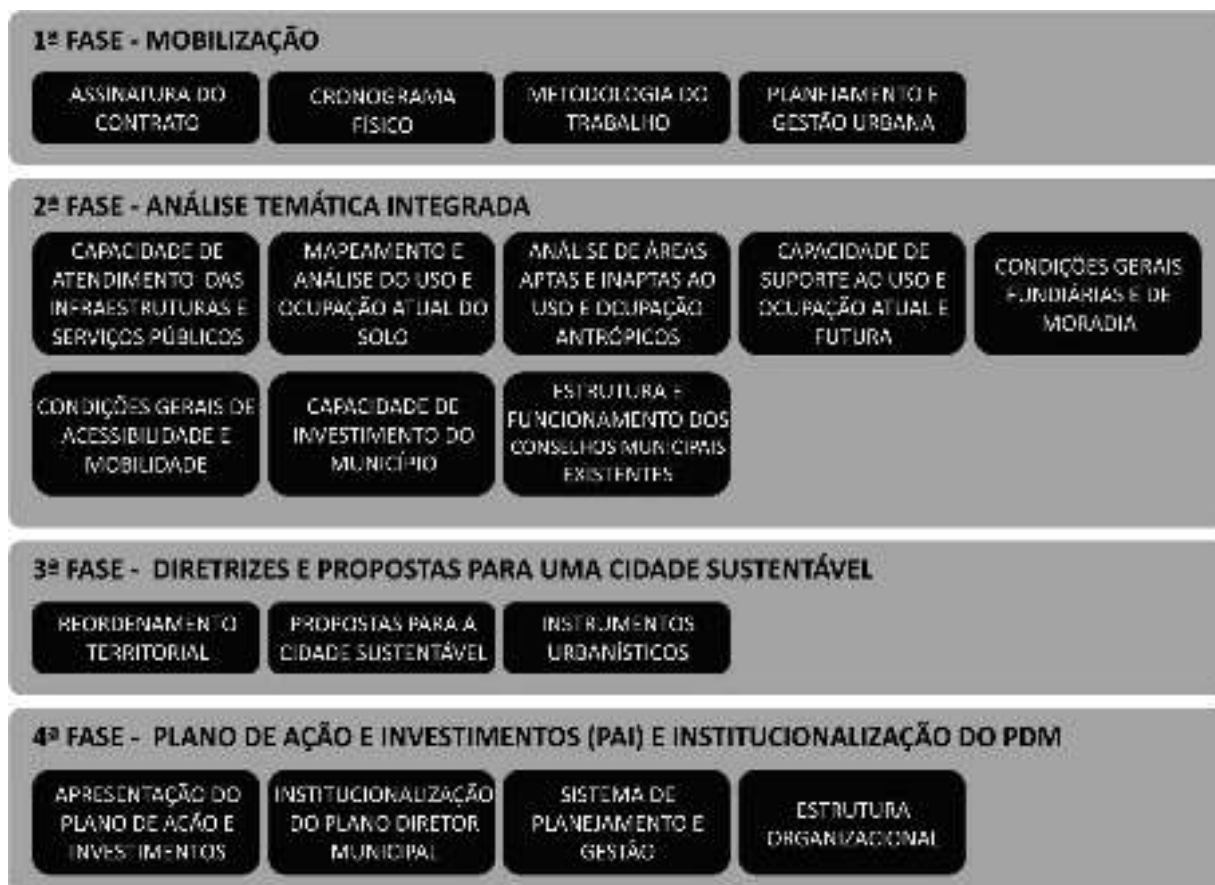 1ª FASE - MOBILIZAÇÃO
ASSINATURA DO
CONTRATO
CRONOGRAMA
FÍSICO
METODOLOGIA DO
TRABALHO
PLANEJAMENTO E
GESTÃO URBANA
2ª FASE - ANÁLISE TEMÁTICA INTEGRADA
CAPACIDADE DE
ATENDIMENTO DAS
INFRAESTRUTURAS E
SERVIÇOS PÚBLICOS
MAPEAMENTO E
ANÁLISE DO USO E
OCUPAÇÃO ATUAL DO
SOLO
ANÁLISE DE ÁREAS
APTAS E INAPTAS AO
USO E OCUPAÇÃO
ANTRÓPICOS
CAPACIDADE DE
SUPORTE AO USO E
OCUPAÇÃO ATUAL E
FUTURA
CONDIÇÕES GERAIS
FUNDIÁRIAS E DE
MORADIA
CONDIÇÕES GERAIS DE
ACESSIBILIDADE E
MOBILIDADE
CAPACIDADE DE
INVESTIMENTO DO
MUNICÍPIO
ESTRUTURA E
FUNCIONAMENTO DOS
CONSELHOS MUNICIPAIS
EXISTENTES
3ª FASE - DIRETRIZES E PROPOSTAS PARA UMA CIDADE SUSTENTÁVEL
REORDENAMENTO
TERRITORIAL
PROPOSTAS PARA A
CIDADE SUSTENTÁVEL
INSTRUMENTOS
URBANÍSTICOS
4ª FASE - PLANO DE AÇÃO E INVESTIMENTOS (PAI) E INSTITUCIONALIZAÇÃO DO PDM
APRESENTAÇÃO DO
PLANO DE AÇÃO E
INVESTIMENTOS
INSTITUCIONALIZAÇÃO
DO PLANO DIRETOR
MUNICIPAL
SISTEMA DE
PLANEJAMENTO E
GESTÃO
ESTRUTURA
ORGANIZACIONAL